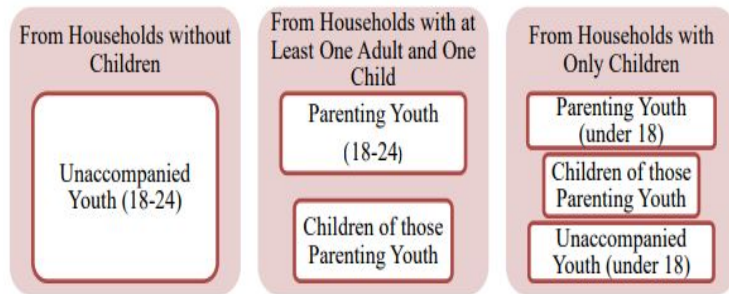 From Households without
Children
Unaccompanied
Youth (18-24)
From Households with at
Least One Adult and One
Child
Parenting Youth
(18-24)
Children of those
Parenting Youth
From Households with
Only Children
Parenting Youth
(under 18)
Children of those
Parenting Youth
Unaccompanied
Youth (under 18)